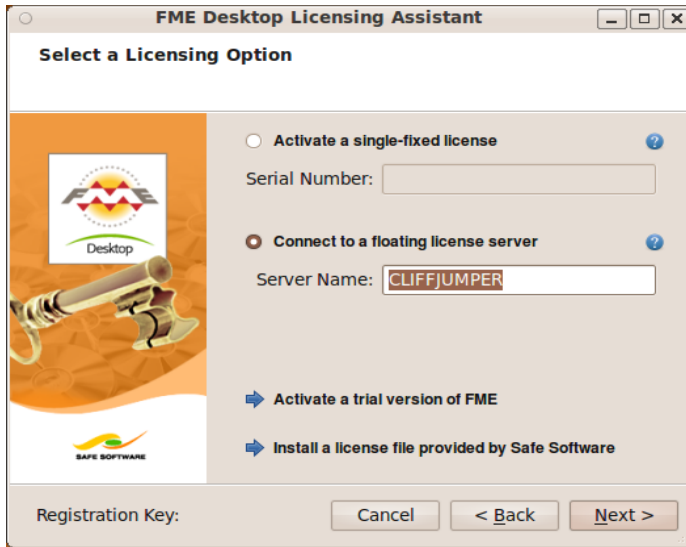 FME Desktop Licensing Assistant
Select a Licensing Option
Activate a single-fixed license
Serial Number:
FME
Desktop
Connect to a floating license server
Server Name: CLIFFJUMPER
Activate a trial version of FME
Install a license file provided by Safe Software
SAFE SOFTWARE
Registration Key:
Cancel
< Back
Next >